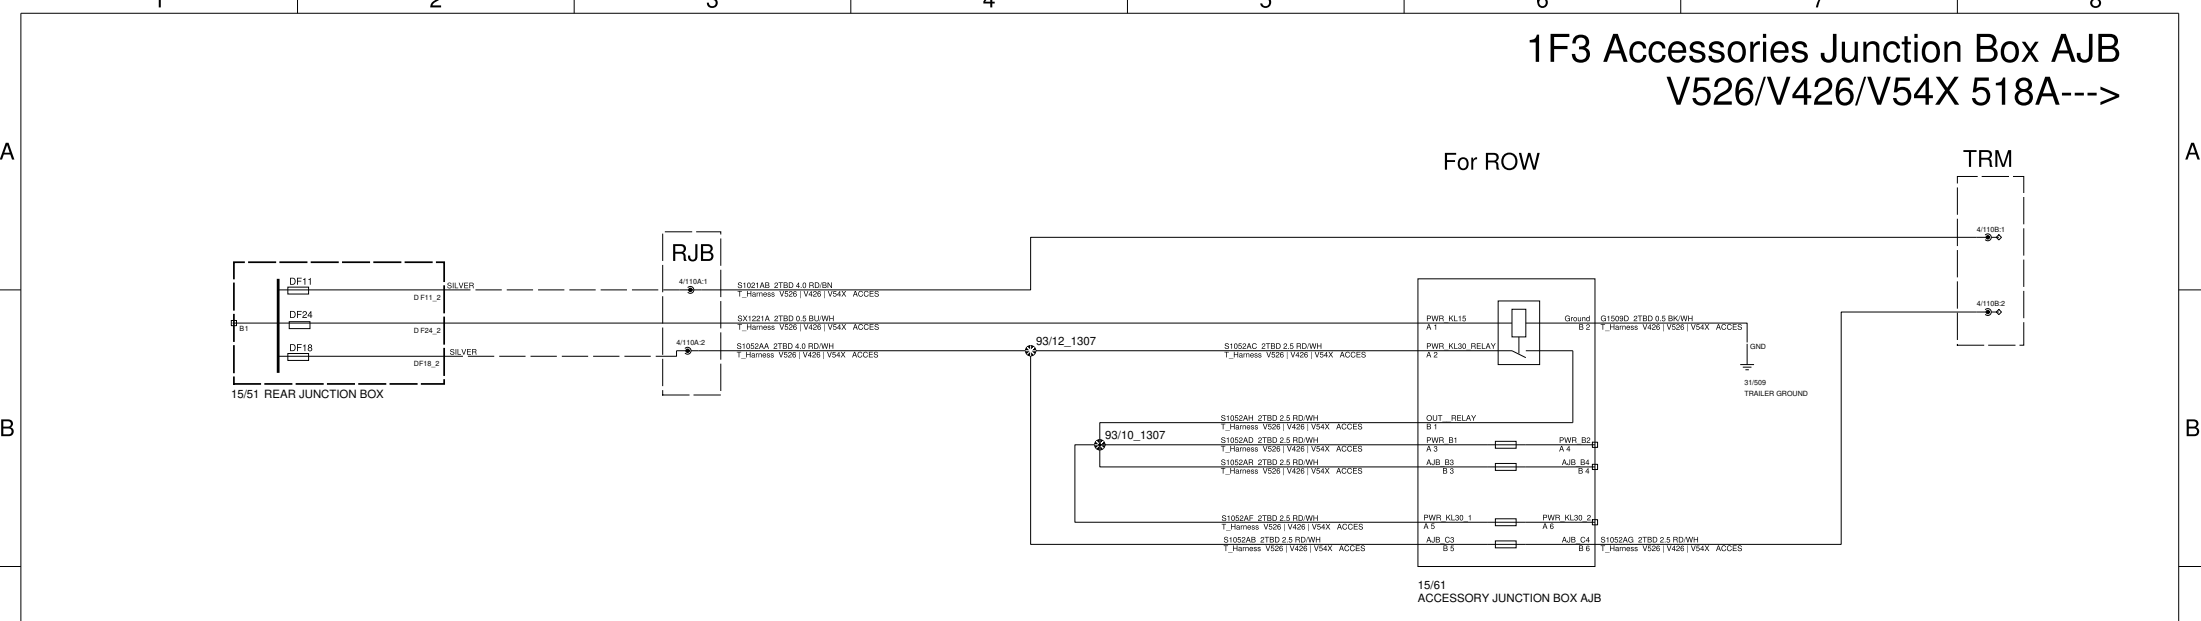 1 2 3 4 5 6 7 8
1F3 Accessories Junction Box AJB
V526/V426/V54X 518A--->
A
A
For ROW
TRM
4/110B:1
RJB
4/110A:1
DF11
DF11_2
SILVER
S1021AB 2TBD 4.0 RD/BN
T_Harness V526 | V426 | V54X ACCES
4/110B:2
B1
DF24
DF24_2
SX1221A 2TBD 0.5 BU/WH
T_Harness V526 | V426 | V54X ACCES
PWR_KL15
A 1
Ground
B 2
G1509D 2TBD 0.5 BK/WH
T_Harness V426 | V526 | V54X ACCES
DF18
DF18_2
SILVER
4/110A:2
S1052AA 2TBD 4.0 RD/WH
T_Harness V526 | V426 | V54X ACCES
93/12_1307
S1052AC 2TBD 2.5 RD/WH
T_Harness V526 | V426 | V54X ACCES
PWR_KL30_RELAY
A 2
GND
31/509
TRAILER GROUND
15/51 REAR JUNCTION BOX
B
B
S1052AH 2TBD 2.5 RD/WH
T_Harness V526 | V426 | V54X ACCES
OUT__RELAY
B 1
93/10_1307
S1052AD 2TBD 2.5 RD/WH
T_Harness V526 | V426 | V54X ACCES
PWR_B1
A 3
PWR_B2
A 4
S1052AR 2TBD 2.5 RD/WH
T_Harness V526 | V426 | V54X ACCES
AJB_B3
B 3
AJB_B4
B 4
S1052AF 2TBD 2.5 RD/WH
T_Harness V526 | V426 | V54X ACCES
PWR_KL30_1
A 5
PWR_KL30_2
A 6
S1052AB 2TBD 2.5 RD/WH
T_Harness V526 | V426 | V54X ACCES
AJB_C3
B 5
AJB_C4
B 6
S1052AG 2TBD 2.5 RD/WH
T_Harness V526 | V426 | V54X ACCES
15/61
ACCESSORY JUNCTION BOX AJB